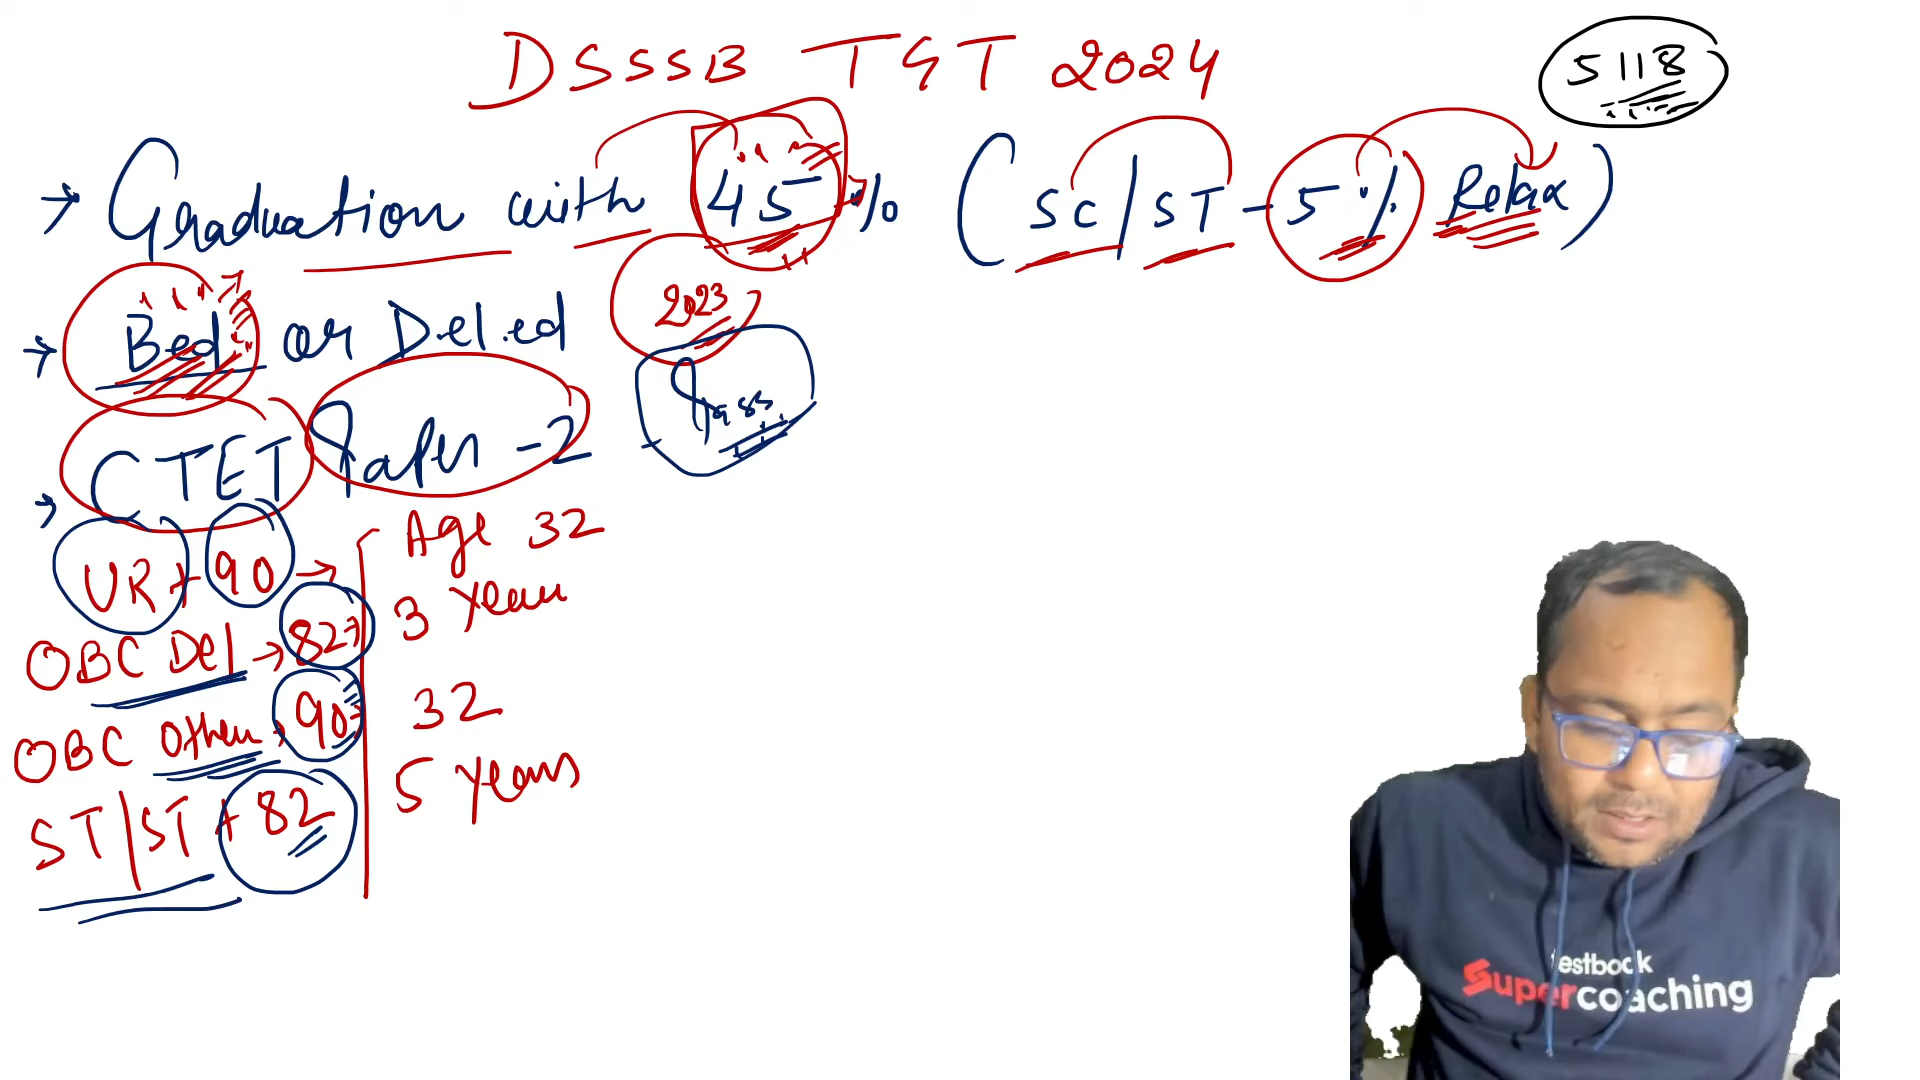 DSSSB TGT 2024
5118
→ Graduation with 45% (SC/ST - 5% Relax)
→ Bed or Del.ed 2023
→ CTET Paper - 2 - Pass
UR → 90 → Age 32
OBC Del → 82 → 3 Years
OBC Other → 90 → 32
ST/ST → 82 5 Years
testbook
Supercoaching